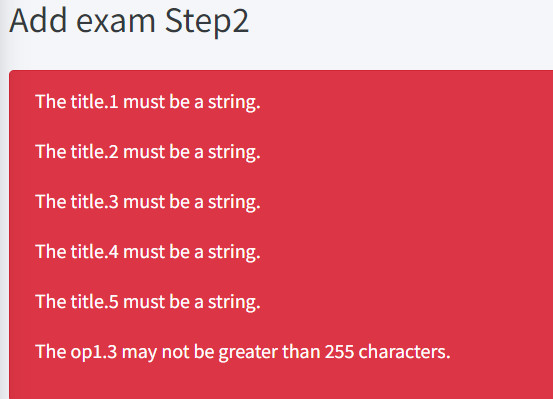 Add exam Step2
The title.1 must be a string.
The title.2 must be a string.
The title.3 must be a string.
The title.4 must be a string.
The title.5 must be a string.
The op1.3 may not be greater than 255 characters.